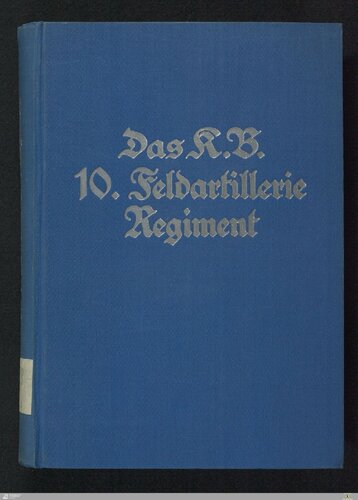 Das K.B.
10. Feldartillerie
Regiment